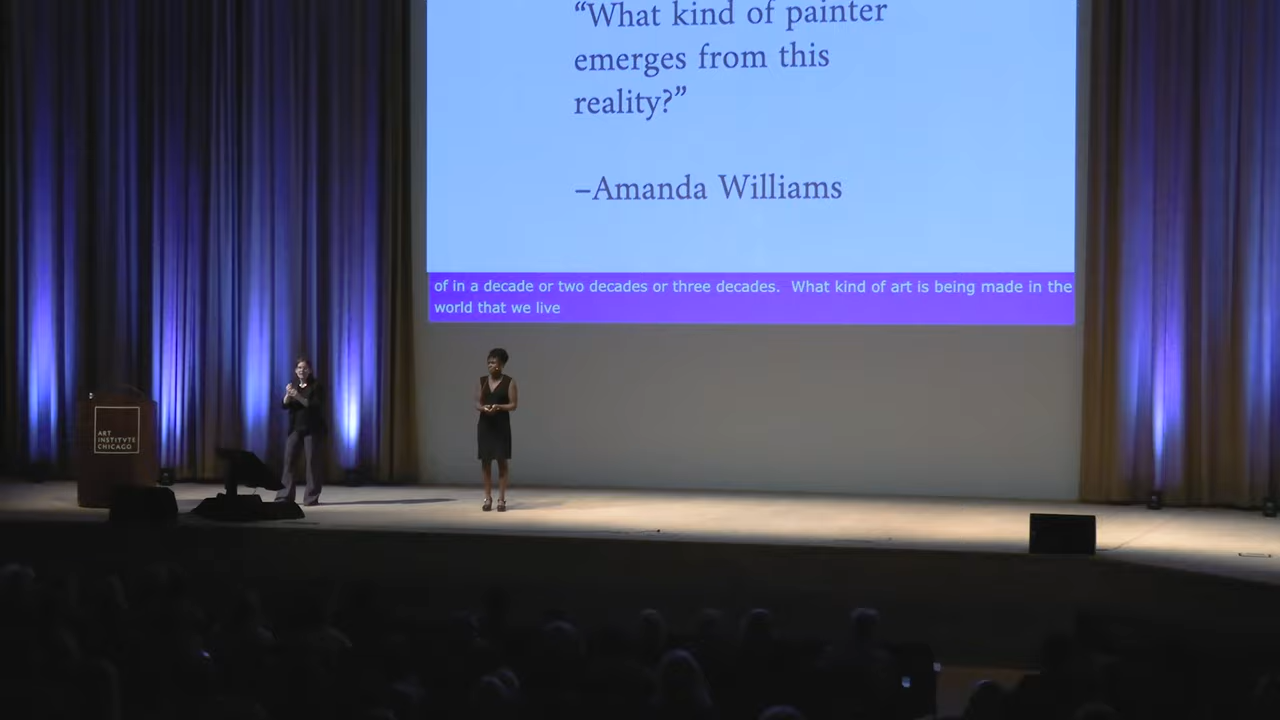 “What kind of painter
emerges from this
reality?”
–Amanda Williams
of in a decade or two decades or three decades.  What kind of art is being made in the
world that we live
ART
INSTITVTE
CHICAGO